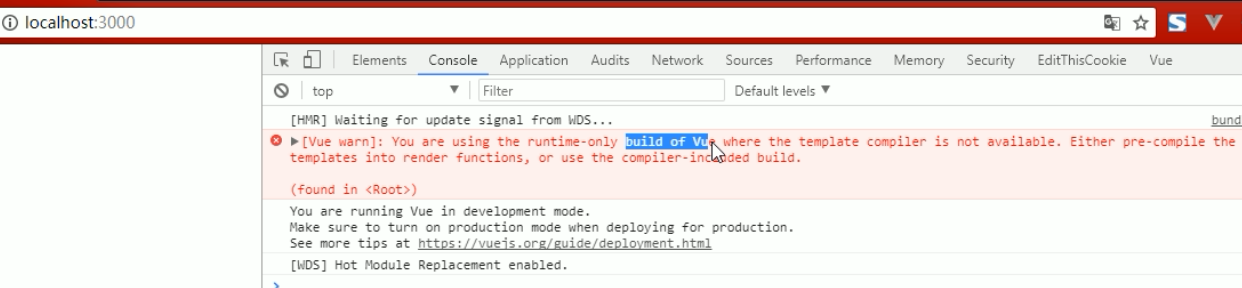 localhost:3000
Elements Console Application Audits Network Sources Performance Memory Security EditThisCookie Vue
top Filter Default levels
[HMR] Waiting for update signal from WDS... bund
[Vue warn]: You are using the runtime-only build of Vue where the template compiler is not available. Either pre-compile the
templates into render functions, or use the compiler-included build.
(found in <Root>)
You are running Vue in development mode.
Make sure to turn on production mode when deploying for production.
See more tips at https://vuejs.org/guide/deployment.html
[WDS] Hot Module Replacement enabled.